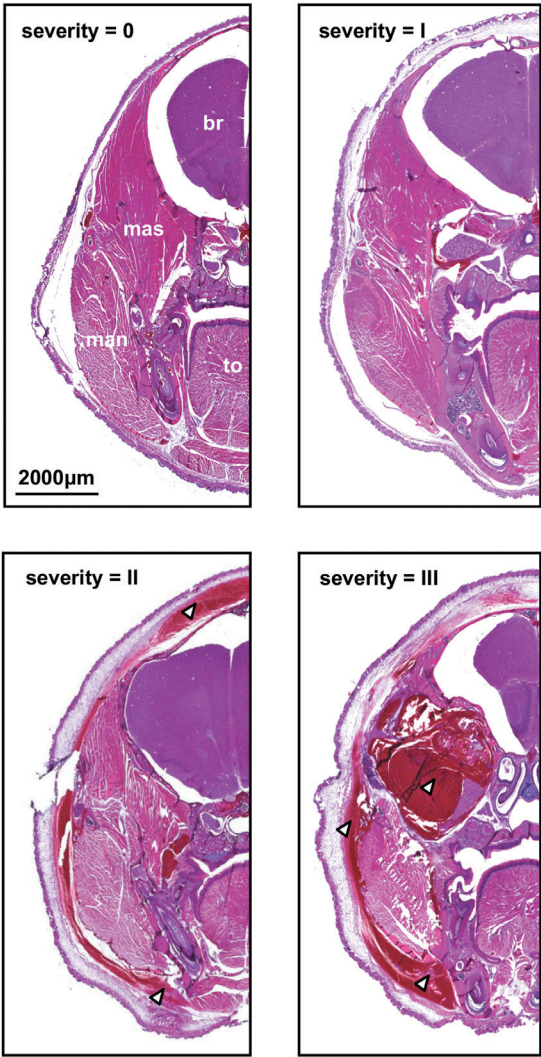 severity = 0
severity = I
br
mas
man
to
2000µm
severity = II
severity = III